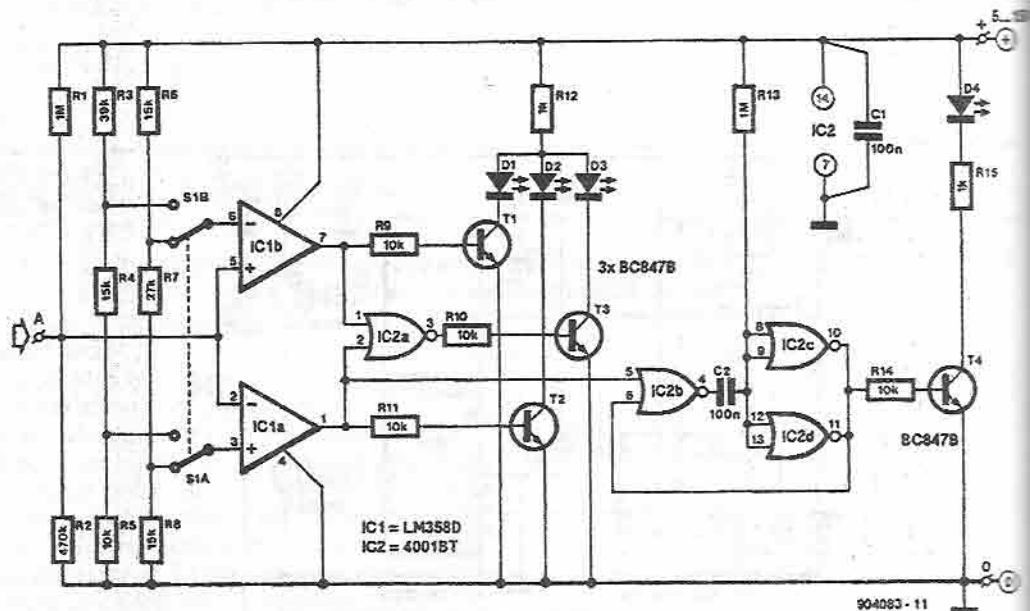 + 5...15
+
R1 1M
R3 39k
R6 15k
R12 1k
R13 1M
14
IC2
7
C1
100n
D4
R15 1k
D1 D2 D3
S1B
6 - 8
IC1b 7
5 +
R9
10k
T1
3x BC847B
R4 15k
R7 27k
A
1
IC2a 3
2
R10
10k
T3
8
IC2c 10
9
5
IC2b 4
6
C2
100n
R14
10k
T4
2 -
IC1a 1
3 +
4
R11
10k
T2
12
IC2d 11
13
BC847B
S1A
R2 470k
R5 10k
R8 15k
IC1 = LM358D
IC2 = 4001BT
0
904083 - 11